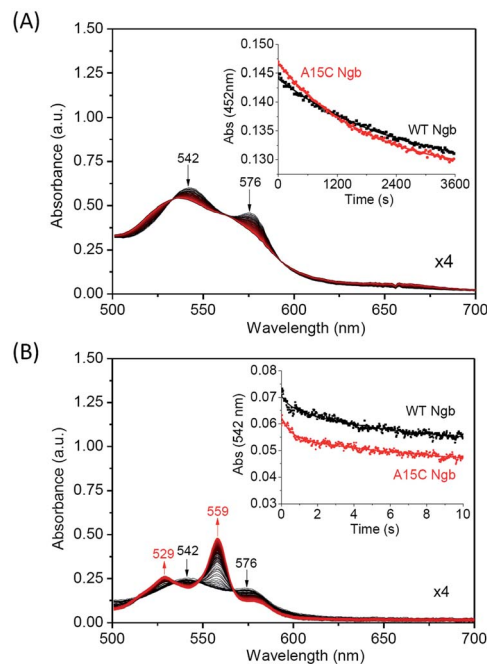 (A)
1.50
1.25
1.00
0.75
0.50
0.25
0.00
Absorbance (a.u.)
500 550 600 650 700
Wavelength (nm)
542
576
x4
0.150
0.145
0.140
0.135
0.130
Abs (452nm)
A15C Ngb
WT Ngb
0 1200 2400 3600
Time (s)
(B)
1.50
1.25
1.00
0.75
0.50
0.25
0.00
Absorbance (a.u.)
500 550 600 650 700
Wavelength (nm)
559
529
542
576
x4
0.08
0.07
0.06
0.05
0.04
0.03
Abs (542 nm)
WT Ngb
A15C Ngb
0 2 4 6 8 10
Time (s)